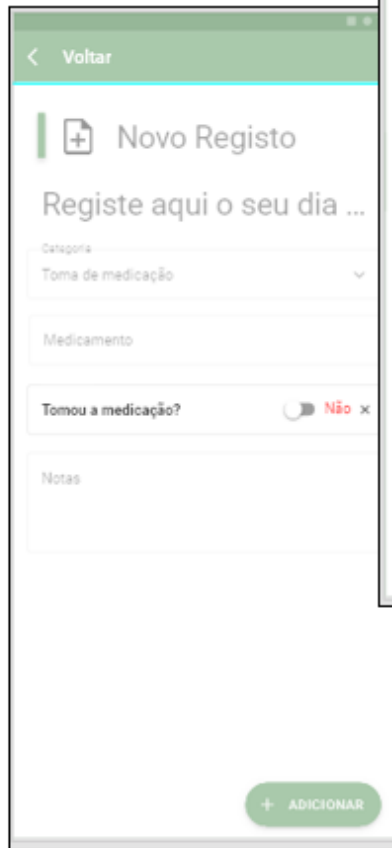 Voltar
Novo Registo
Registe aqui o seu dia ...
Categoria
Toma de medicação
Medicamento
Tomou a medicação? Não ×
Notas
+ ADICIONAR